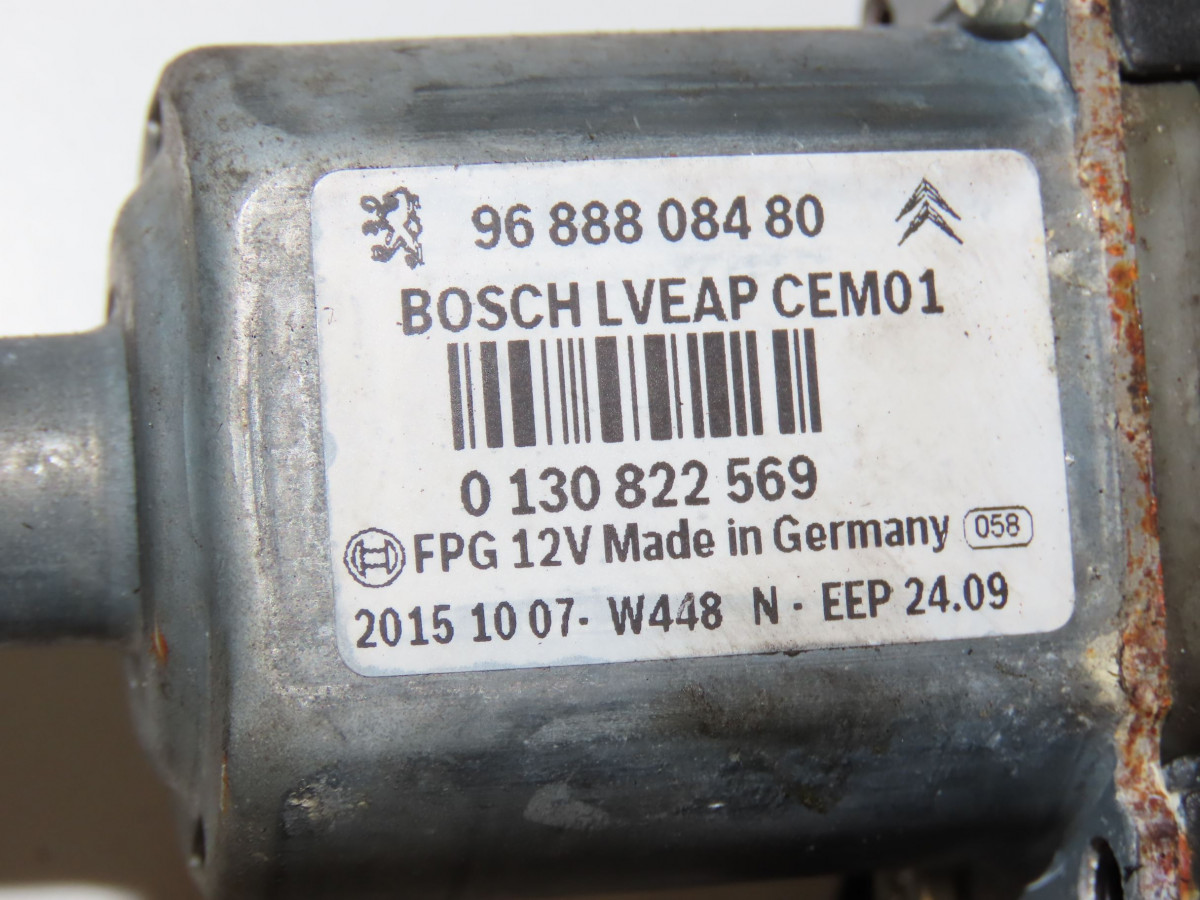 96 888 084 80
BOSCH LVEAP CEM01
0 130 822 569
FPG 12V Made in Germany 058
2015 10 07- W448 N - EEP 24.09